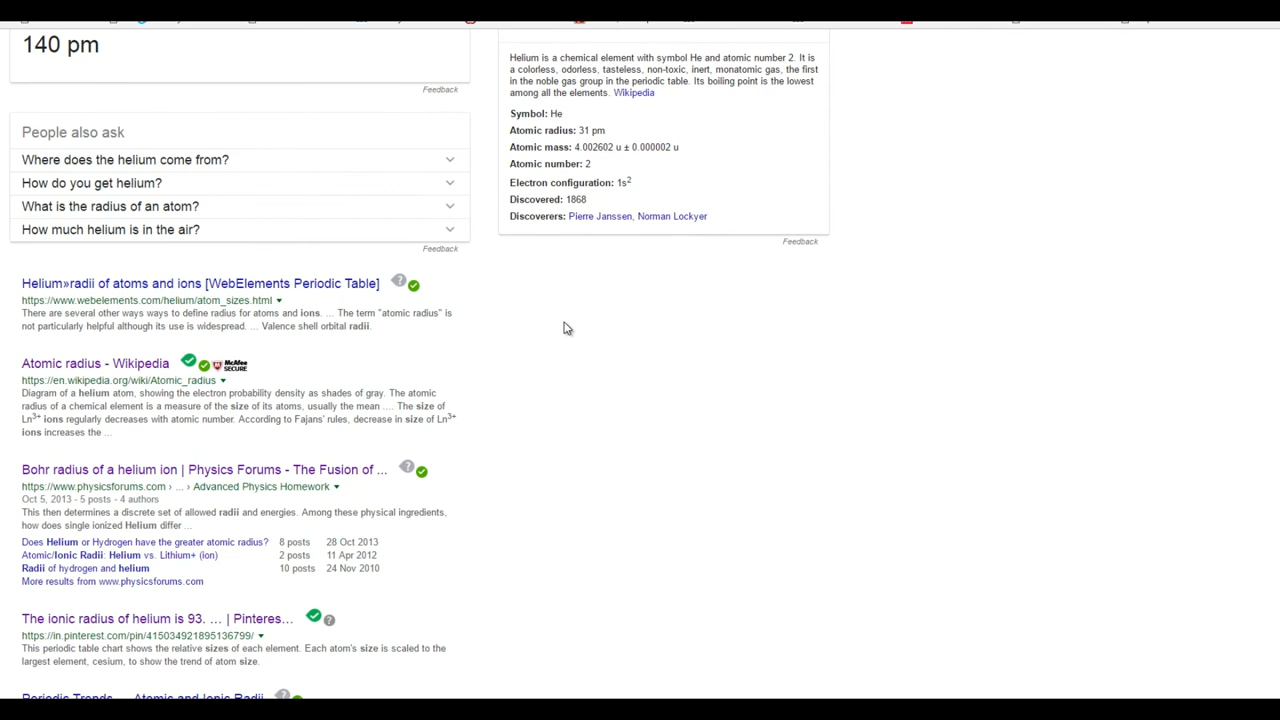 140 pm
Feedback
People also ask
Where does the helium come from?
How do you get helium?
What is the radius of an atom?
How much helium is in the air?
Feedback
Helium»radii of atoms and ions [WebElements Periodic Table]
https://www.webelements.com/helium/atom_sizes.html
There are several other ways ways to define radius for atoms and ions. ... The term "atomic radius" is
not particularly helpful although its use is widespread. ... Valence shell orbital radii.
Atomic radius - Wikipedia
McAfee
SECURE
https://en.wikipedia.org/wiki/Atomic_radius
Diagram of a helium atom, showing the electron probability density as shades of gray. The atomic
radius of a chemical element is a measure of the size of its atoms, usually the mean .... The size of
Ln³⁺ ions regularly decreases with atomic number. According to Fajans' rules, decrease in size of Ln³⁺
ions increases the ...
Bohr radius of a helium ion | Physics Forums - The Fusion of ...
https://www.physicsforums.com › ... › Advanced Physics Homework
Oct 5, 2013 - 5 posts - 4 authors
This then determines a discrete set of allowed radii and energies. Among these physical ingredients,
how does single ionized Helium differ ...
Does Helium or Hydrogen have the greater atomic radius? 8 posts 28 Oct 2013
Atomic/Ionic Radii: Helium vs. Lithium+ (ion) 2 posts 11 Apr 2012
Radii of hydrogen and helium 10 posts 24 Nov 2010
More results from www.physicsforums.com
The ionic radius of helium is 93. ... | Pinteres...
https://in.pinterest.com/pin/415034921895136799/
This periodic table chart shows the relative sizes of each element. Each atom's size is scaled to the
largest element, cesium, to show the trend of atom size.
Periodic Trends ... Atomic and Ionic Radii
Helium is a chemical element with symbol He and atomic number 2. It is
a colorless, odorless, tasteless, non-toxic, inert, monatomic gas, the first
in the noble gas group in the periodic table. Its boiling point is the lowest
among all the elements. Wikipedia
Symbol: He
Atomic radius: 31 pm
Atomic mass: 4.002602 u ± 0.000002 u
Atomic number: 2
Electron configuration: 1s²
Discovered: 1868
Discoverers: Pierre Janssen, Norman Lockyer
Feedback